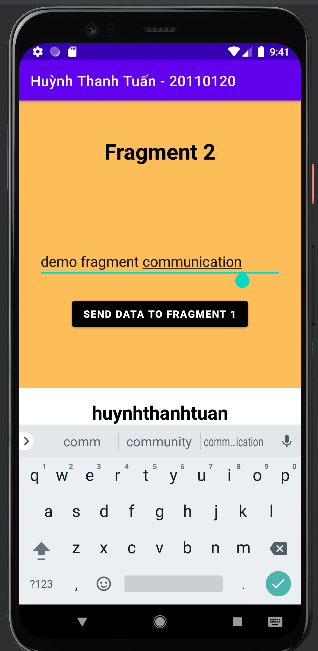 9:41
Huỳnh Thanh Tuấn - 20110120
Fragment 2
demo fragment communication
SEND DATA TO FRAGMENT 1
huynhthanhtuan
comm community comm...ication
1 2 3 4 5 6 7 8 9 0
q w e r t y u i o p
a s d f g h j k l
z x c v b n m
?123 , .